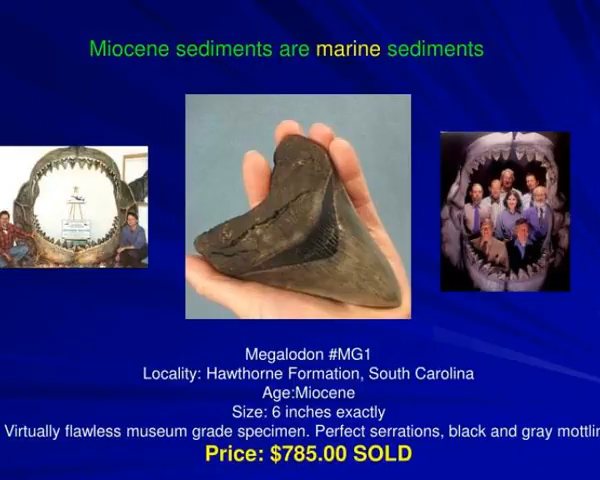 Miocene sediments are marine sediments
Megalodon #MG1
Locality: Hawthorne Formation, South Carolina
Age:Miocene
Size: 6 inches exactly
Virtually flawless museum grade specimen. Perfect serrations, black and gray mottlin
Price: $785.00 SOLD